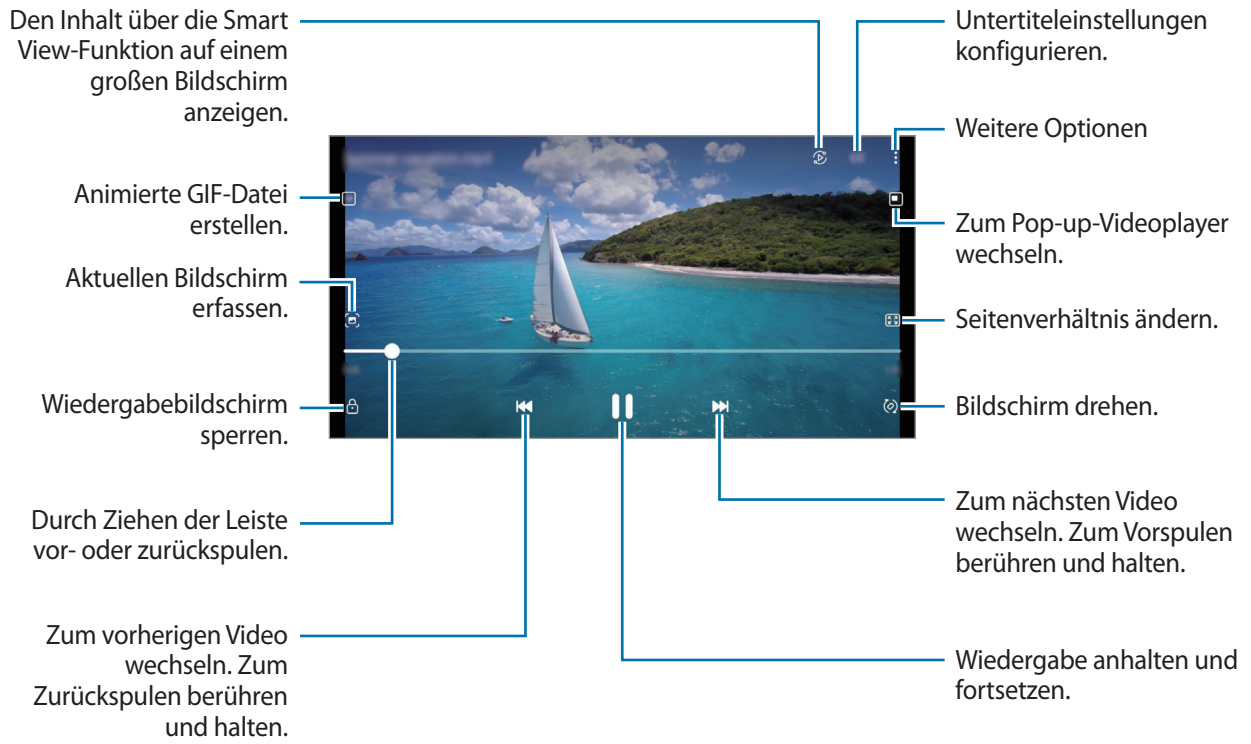 Den Inhalt über die Smart
View-Funktion auf einem
großen Bildschirm
anzeigen.
Animierte GIF-Datei
erstellen.
Aktuellen Bildschirm
erfassen.
Wiedergabebildschirm
sperren.
Durch Ziehen der Leiste
vor- oder zurückspulen.
Zum vorherigen Video
wechseln. Zum
Zurückspulen berühren
und halten.
Untertiteleinstellungen
konfigurieren.
Weitere Optionen
Zum Pop-up-Videoplayer
wechseln.
Seitenverhältnis ändern.
Bildschirm drehen.
Zum nächsten Video
wechseln. Zum Vorspulen
berühren und halten.
Wiedergabe anhalten und
fortsetzen.